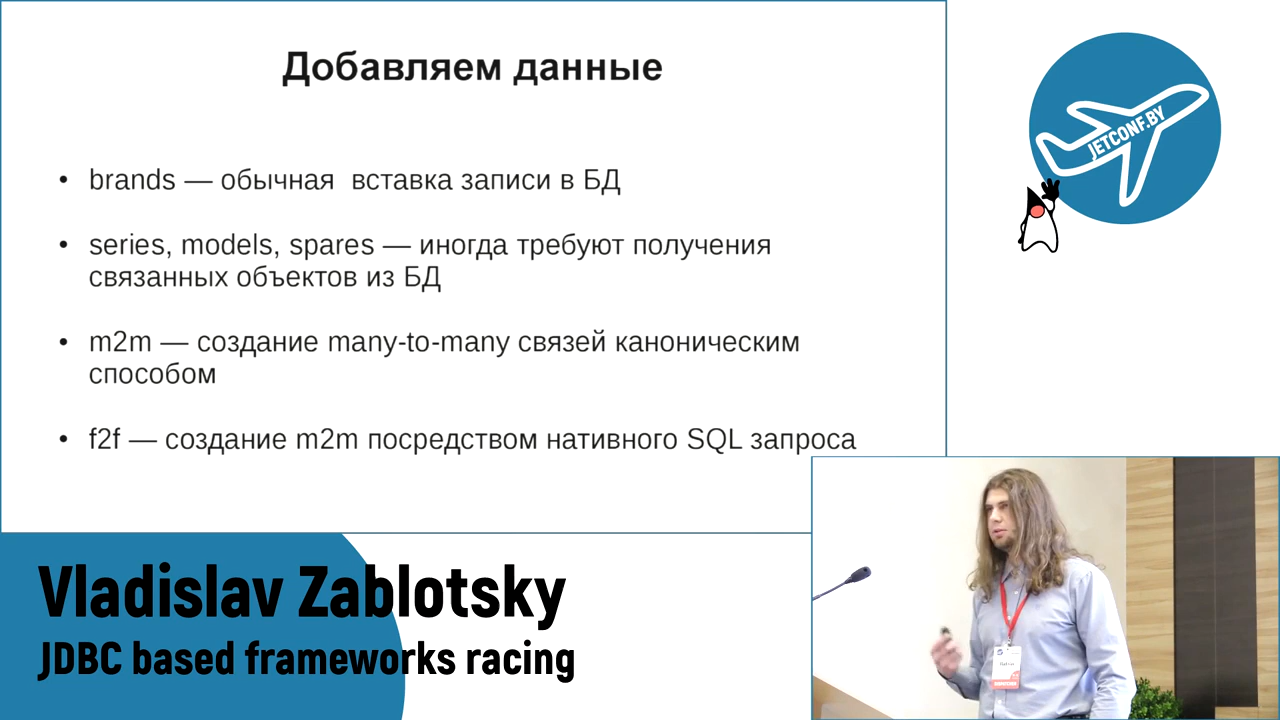 Добавляем данные
• brands — обычная вставка записи в БД
• series, models, spares — иногда требуют получения
связанных объектов из БД
• m2m — создание many-to-many связей каноническим
способом
• f2f — создание m2m посредством нативного SQL запроса
JETCONF.BY
Vladislav Zablotsky
JDBC based frameworks racing